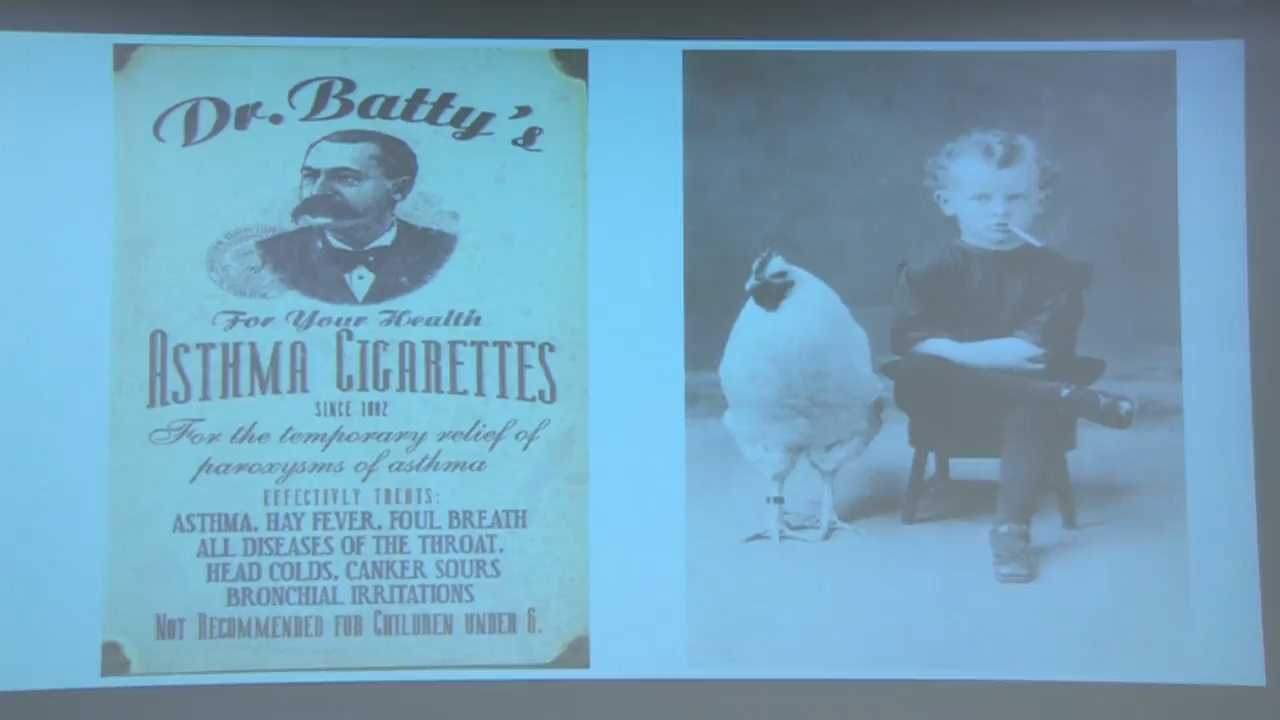 Dr. Batty's
For Your Health
ASTHMA CIGARETTES
SINCE 1882
For the temporary relief of
paroxysms of asthma
EFFECTIVLY TREATS:
ASTHMA, HAY FEVER, FOUL BREATH
ALL DISEASES OF THE THROAT,
HEAD COLDS, CANKER SOURS
BRONCHIAL IRRITATIONS
NOT RECOMMENDED FOR CHILDREN UNDER 6.